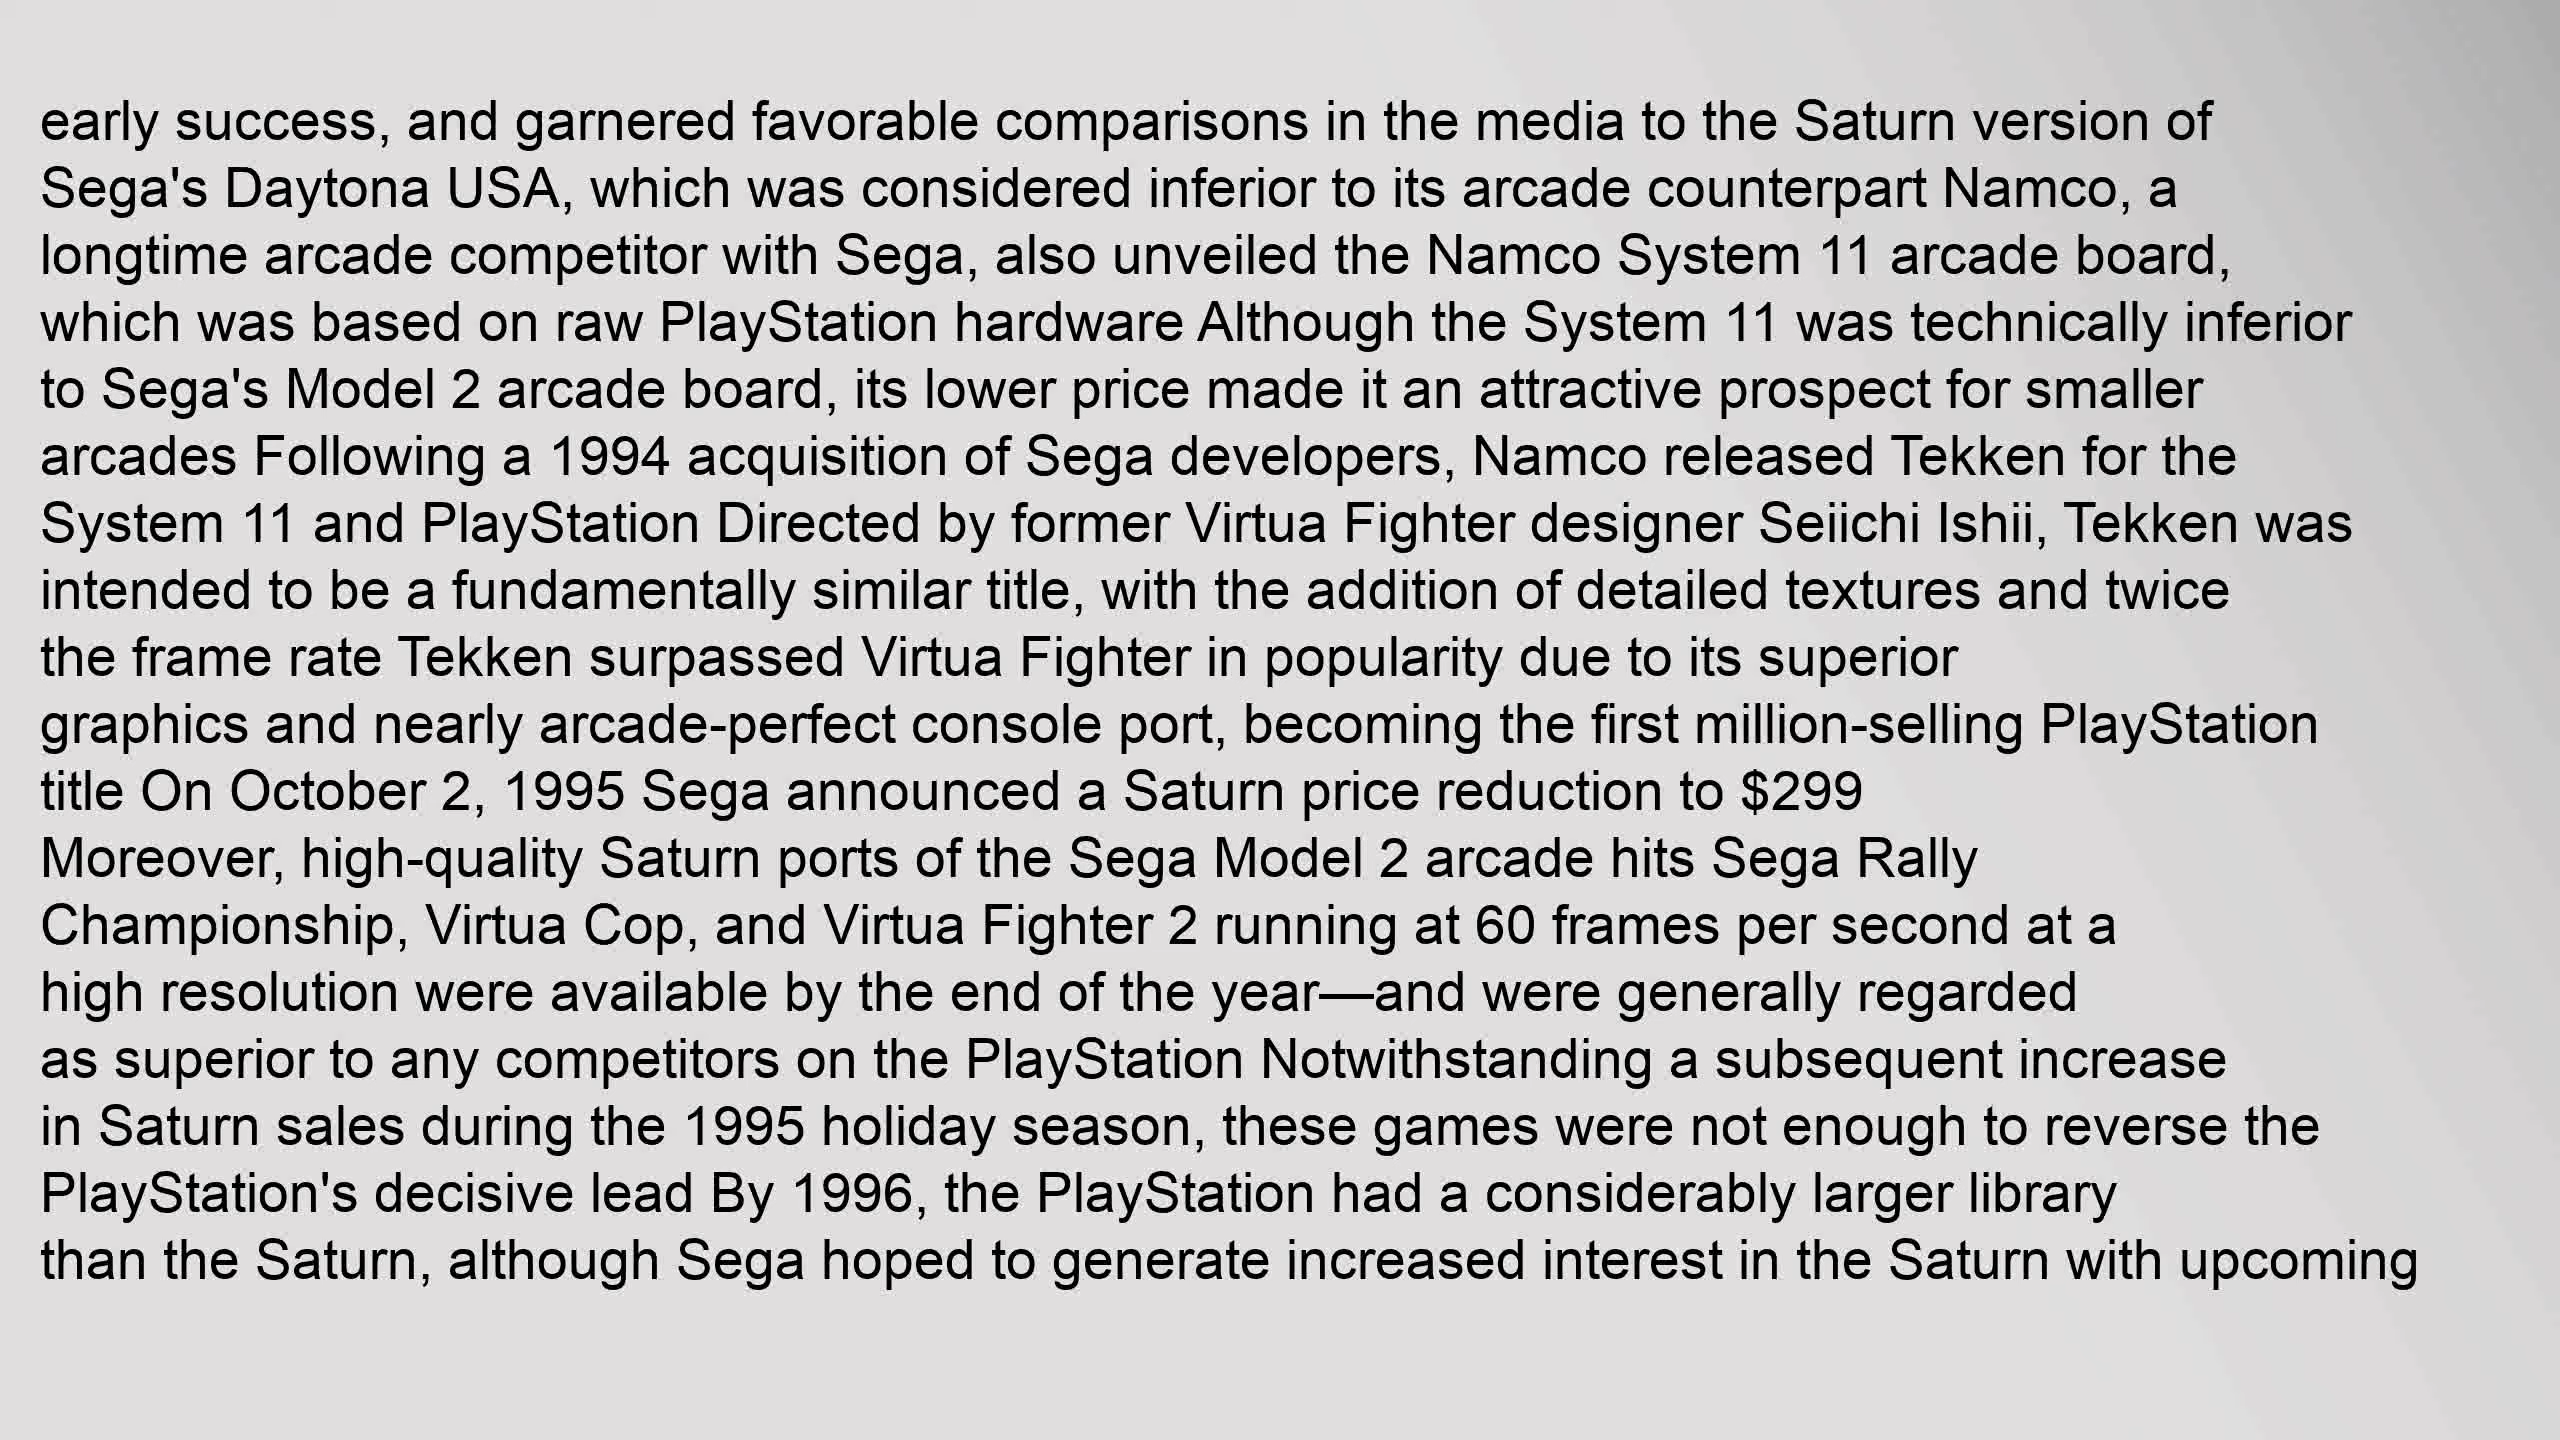 early success, and garnered favorable comparisons in the media to the Saturn version of
Sega's Daytona USA, which was considered inferior to its arcade counterpart Namco, a
longtime arcade competitor with Sega, also unveiled the Namco System 11 arcade board,
which was based on raw PlayStation hardware Although the System 11 was technically inferior
to Sega's Model 2 arcade board, its lower price made it an attractive prospect for smaller
arcades Following a 1994 acquisition of Sega developers, Namco released Tekken for the
System 11 and PlayStation Directed by former Virtua Fighter designer Seiichi Ishii, Tekken was
intended to be a fundamentally similar title, with the addition of detailed textures and twice
the frame rate Tekken surpassed Virtua Fighter in popularity due to its superior
graphics and nearly arcade-perfect console port, becoming the first million-selling PlayStation
title On October 2, 1995 Sega announced a Saturn price reduction to $299
Moreover, high-quality Saturn ports of the Sega Model 2 arcade hits Sega Rally
Championship, Virtua Cop, and Virtua Fighter 2 running at 60 frames per second at a
high resolution were available by the end of the year—and were generally regarded
as superior to any competitors on the PlayStation Notwithstanding a subsequent increase
in Saturn sales during the 1995 holiday season, these games were not enough to reverse the
PlayStation's decisive lead By 1996, the PlayStation had a considerably larger library
than the Saturn, although Sega hoped to generate increased interest in the Saturn with upcoming